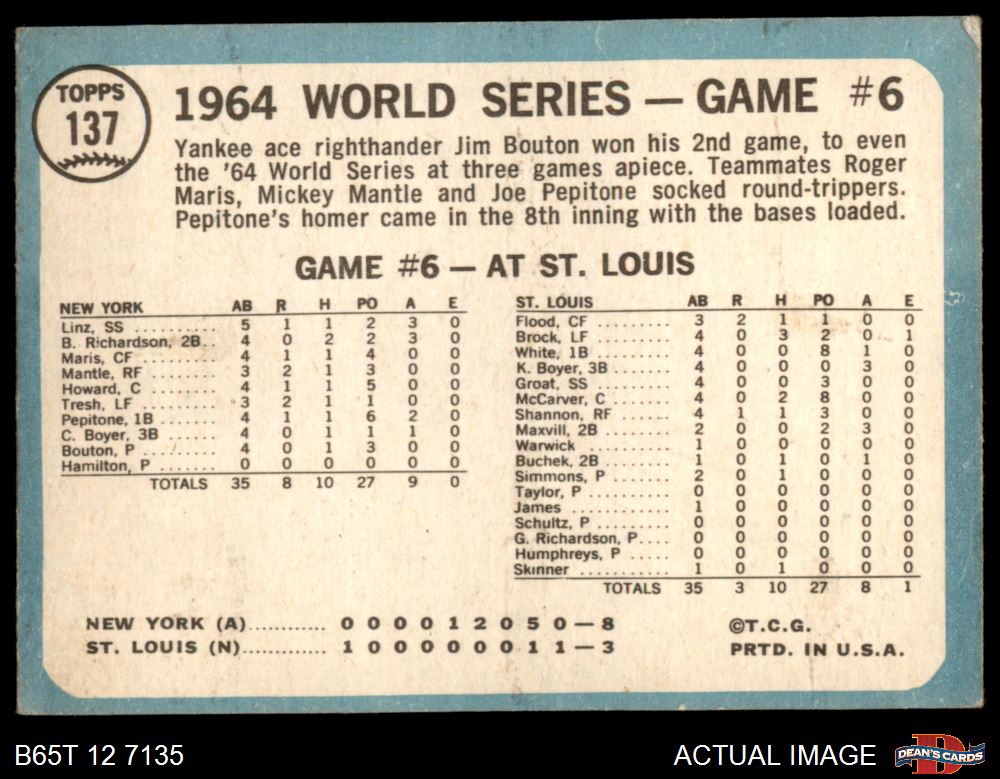 TOPPS
137
1964 WORLD SERIES — GAME #6
Yankee ace righthander Jim Bouton won his 2nd game, to even
the '64 World Series at three games apiece. Teammates Roger
Maris, Mickey Mantle and Joe Pepitone socked round-trippers.
Pepitone's homer came in the 8th inning with the bases loaded.
GAME #6 — AT ST. LOUIS
NEW YORK AB R H PO A E
Linz, SS .......... 5 1 1 2 3 0
B. Richardson, 2B.. 4 0 2 2 3 0
Maris, CF ......... 4 1 1 4 0 0
Mantle, RF ........ 3 2 1 3 0 0
Howard, C ......... 4 1 1 5 0 0
Tresh, LF ......... 3 2 1 1 0 0
Pepitone, 1B ...... 4 1 1 6 2 0
C. Boyer, 3B ...... 4 0 1 1 1 0
Bouton, P ......... 4 0 1 3 0 0
Hamilton, P ....... 0 0 0 0 0 0
TOTALS 35 8 10 27 9 0
ST. LOUIS AB R H PO A E
Flood, CF ......... 3 2 1 1 0 0
Brock, LF ......... 4 0 3 2 0 1
White, 1B ......... 4 0 0 8 1 0
K. Boyer, 3B ...... 4 0 0 0 3 0
Groat, SS ......... 4 0 0 3 0 0
McCarver, C ....... 4 0 2 8 0 0
Shannon, RF ....... 4 1 1 3 0 0
Maxvill, 2B ....... 2 0 0 2 3 0
Warwick .......... 1 0 0 0 0 0
Buchek, 2B ........ 1 0 1 0 1 0
Simmons, P ........ 2 0 1 0 0 0
Taylor, P ......... 0 0 0 0 0 0
James ............ 1 0 0 0 0 0
Schultz, P ........ 0 0 0 0 0 0
G. Richardson, P.... 0 0 0 0 0 0
Humphreys, P ...... 0 0 0 0 0 0
Skinner ........... 1 0 1 0 0 0
TOTALS 35 3 10 27 8 1
NEW YORK (A)............ 0 0 0 0 1 2 0 5 0 — 8
ST. LOUIS (N)............ 1 0 0 0 0 0 0 1 1 — 3
©T.C.G.
PRTD. IN U.S.A.
B65T 12 7135
ACTUAL IMAGE
DEAN'S CARDS